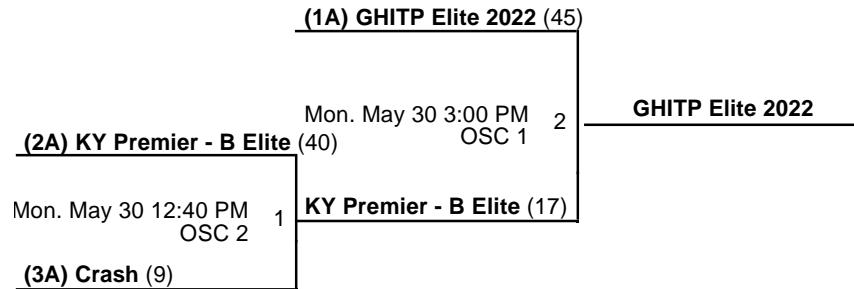 (1A) GHITP Elite 2022 (45)
Mon. May 30 3:00 PM 2
OSC 1
GHITP Elite 2022
(2A) KY Premier - B Elite (40)
Mon. May 30 12:40 PM 1
OSC 2
KY Premier - B Elite (17)
(3A) Crash (9)